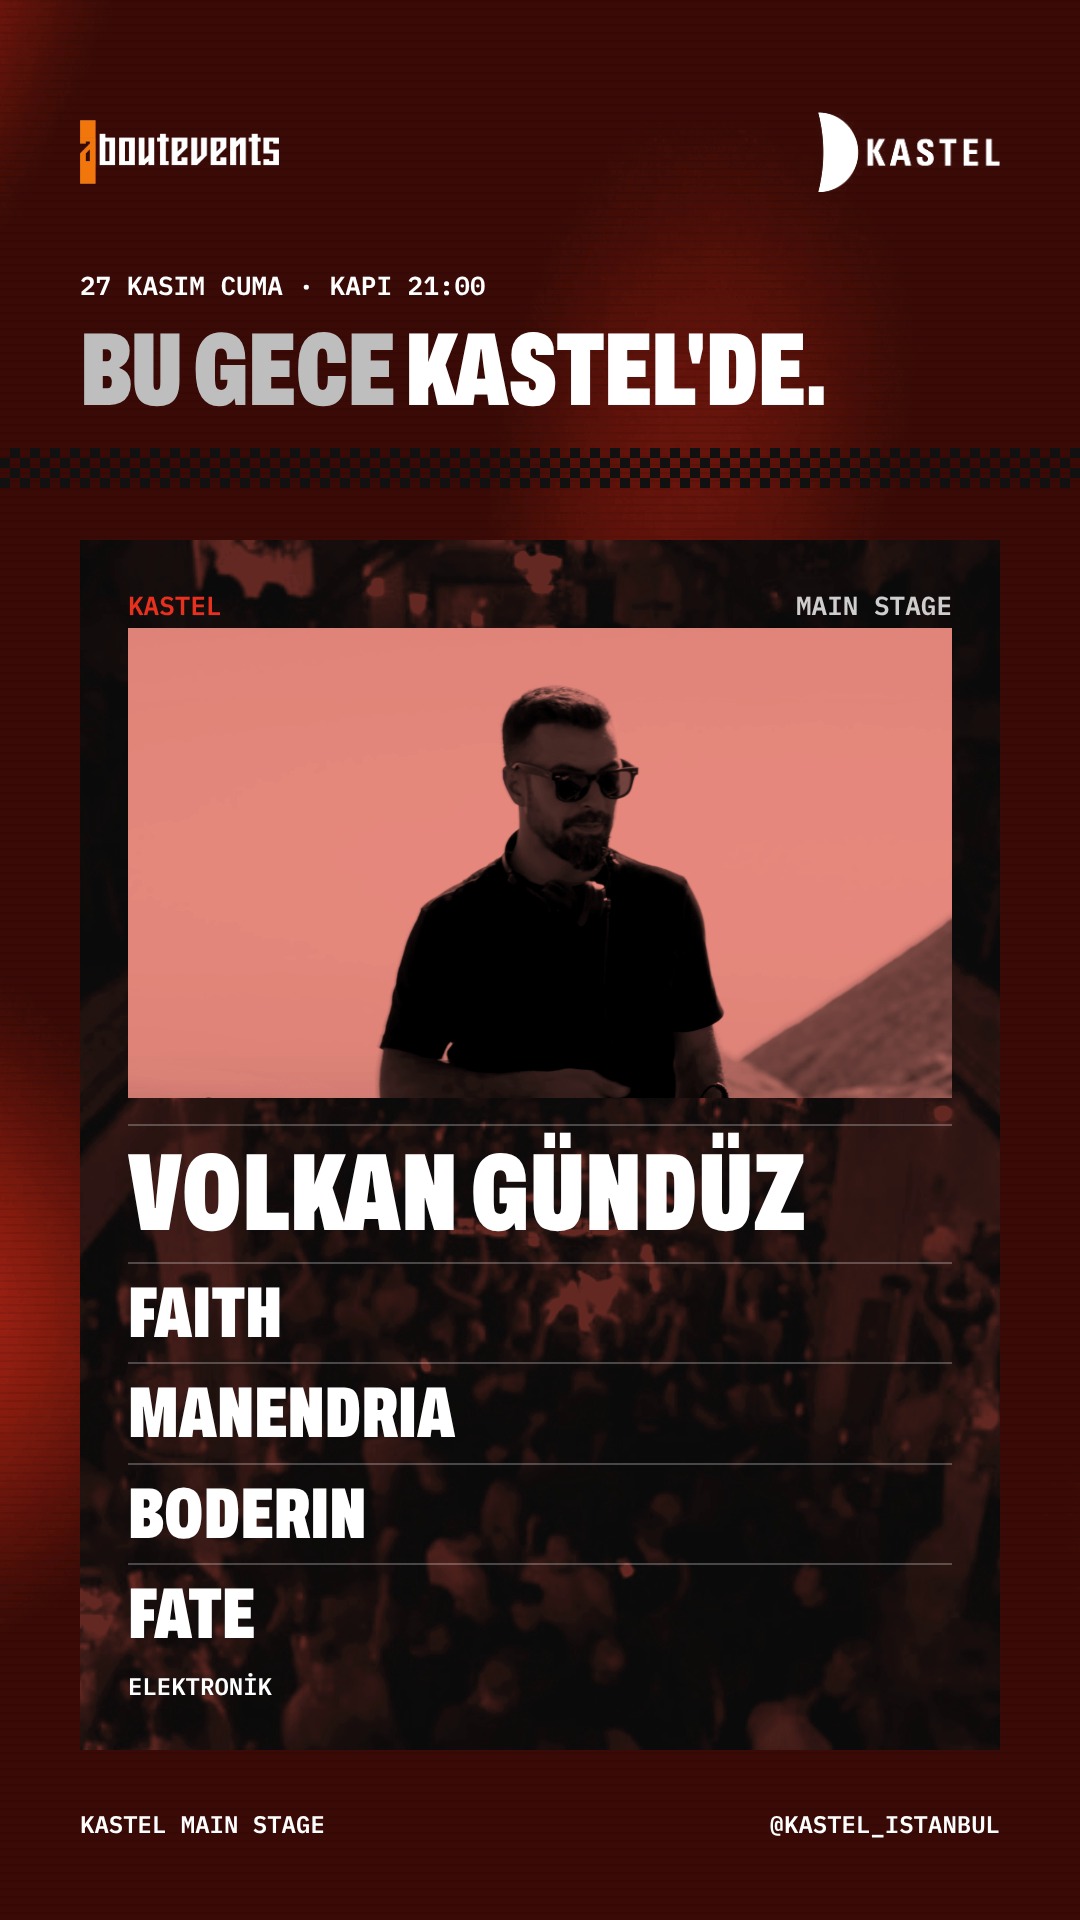 aboutevents
KASTEL
27 KASIM CUMA · KAPI 21:00
BU GECE KASTEL'DE.
KASTEL
MAIN STAGE
VOLKAN GÜNDÜZ
FAITH
MANENDRIA
BODERIN
FATE
ELEKTRONİK
KASTEL MAIN STAGE
@KASTEL_ISTANBUL